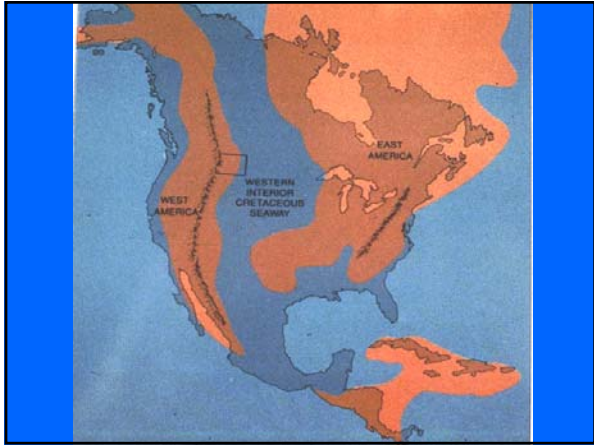 EAST
AMERICA
WESTERN
INTERIOR
CRETACEOUS
SEAWAY
WEST
AMERICA